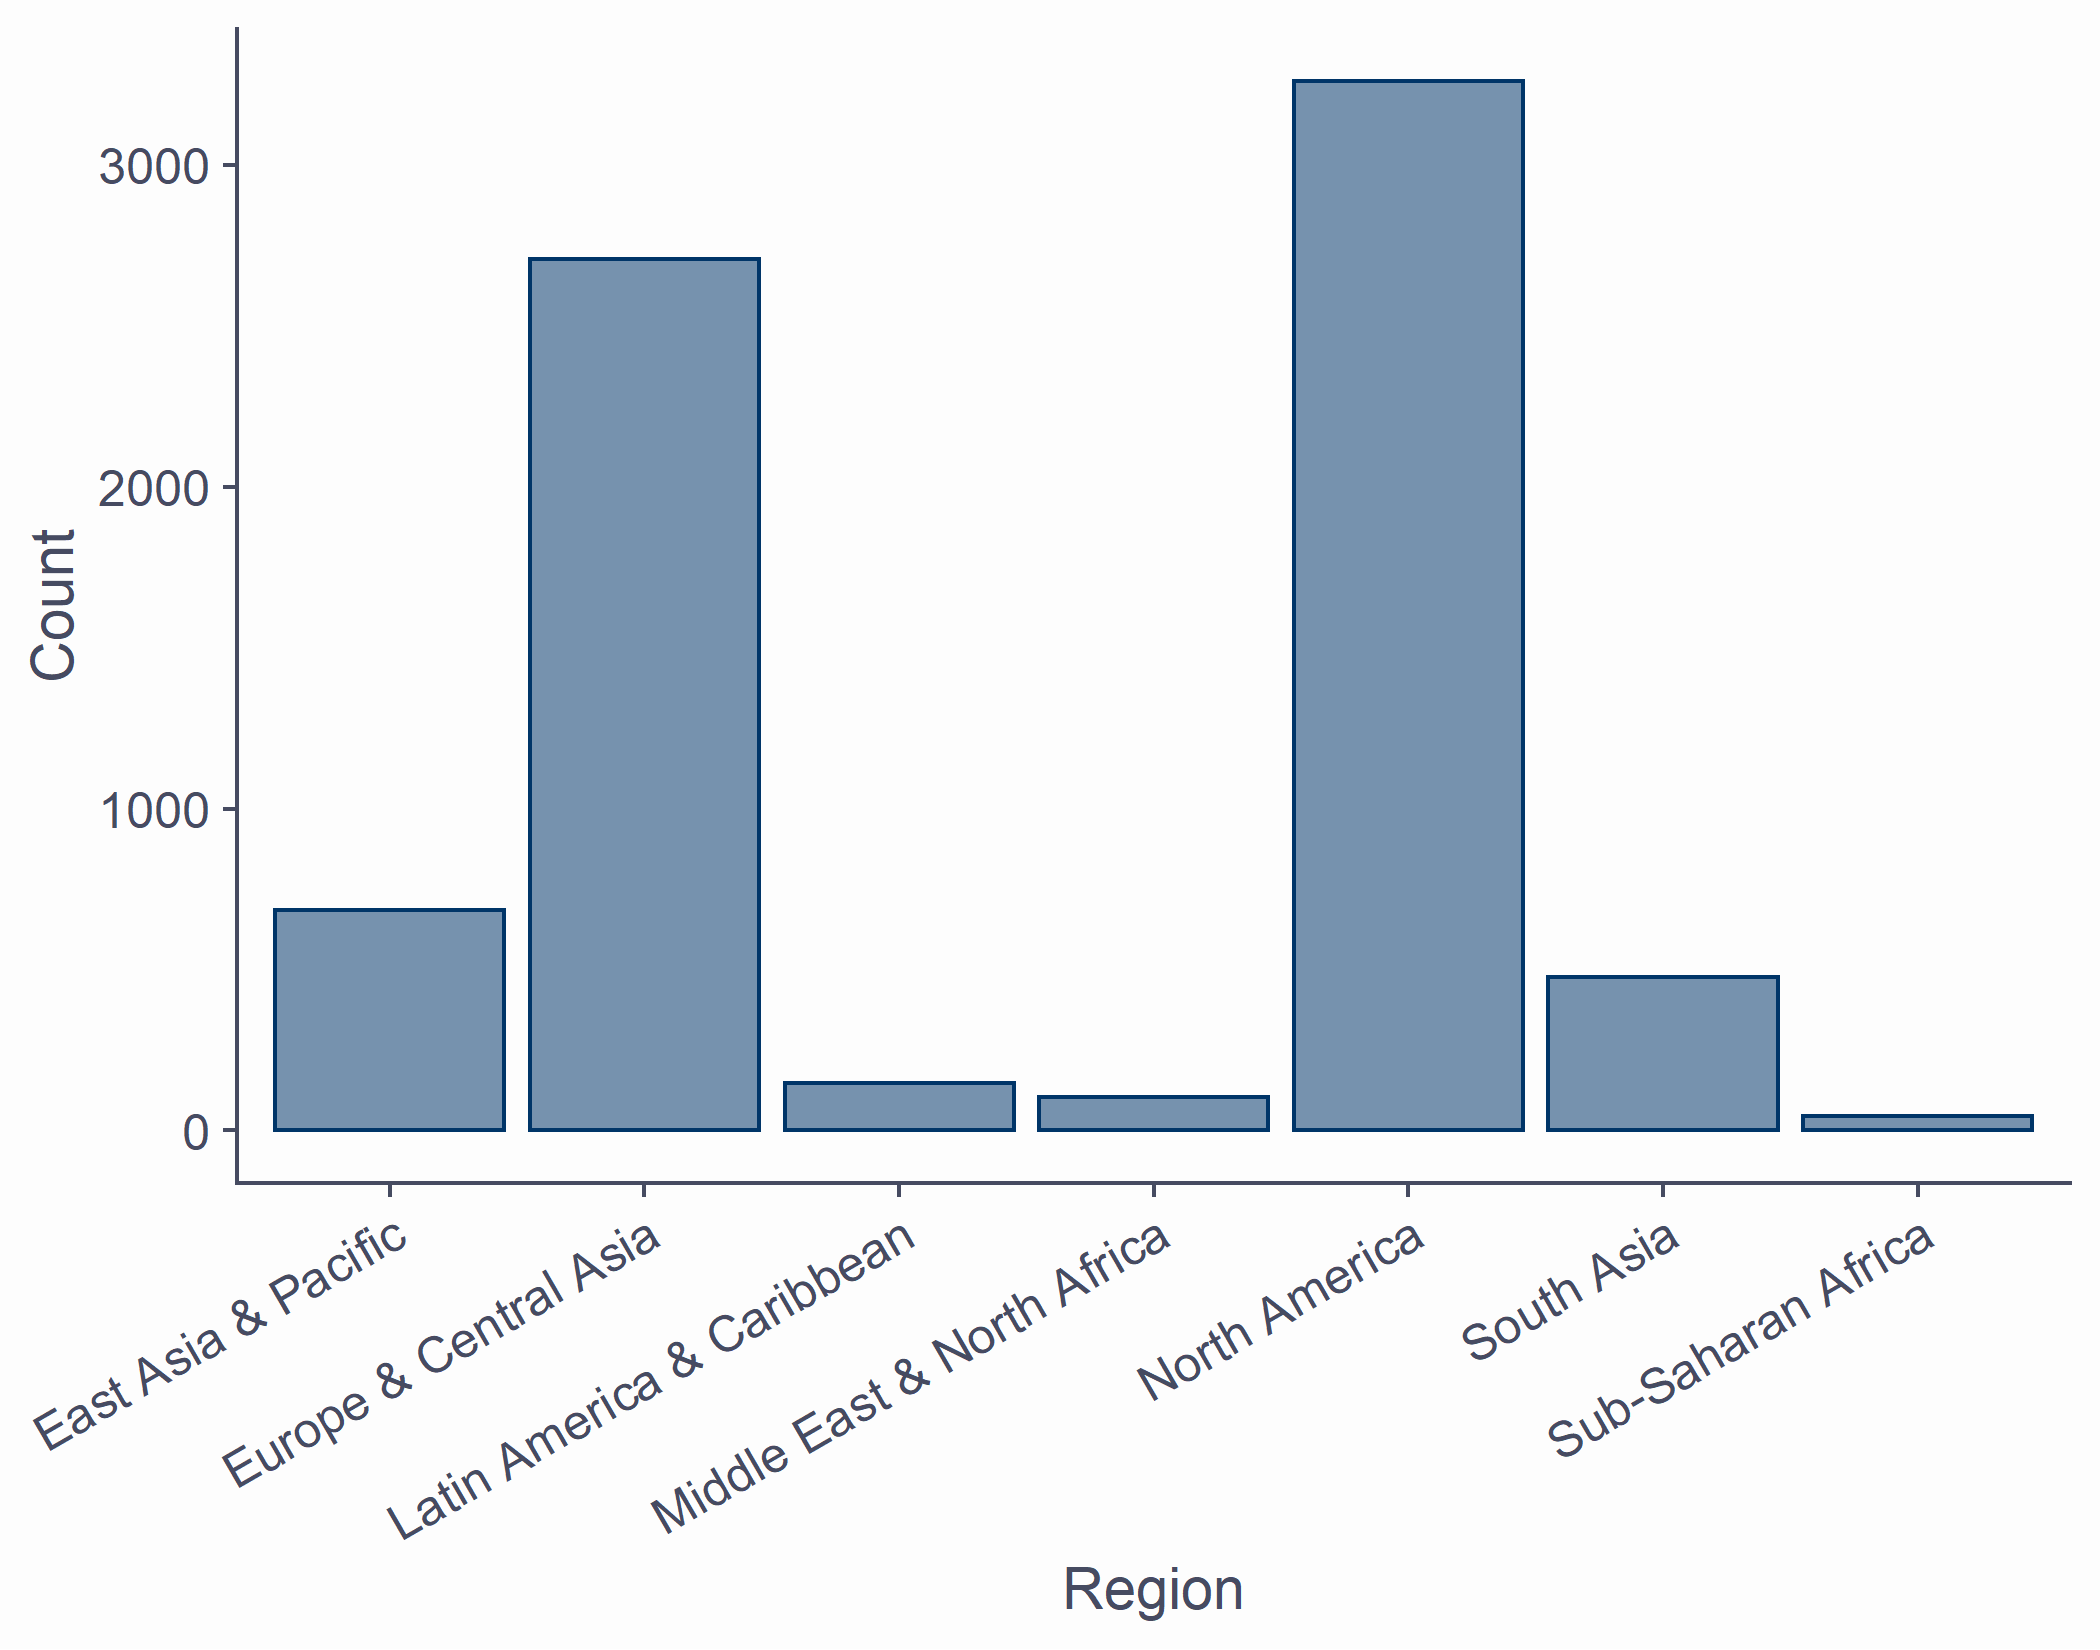 3000
2000
1000
0
Count
East Asia & Pacific
Europe & Central Asia
Latin America & Caribbean
Middle East & North Africa
North America
South Asia
Sub-Saharan Africa
Region